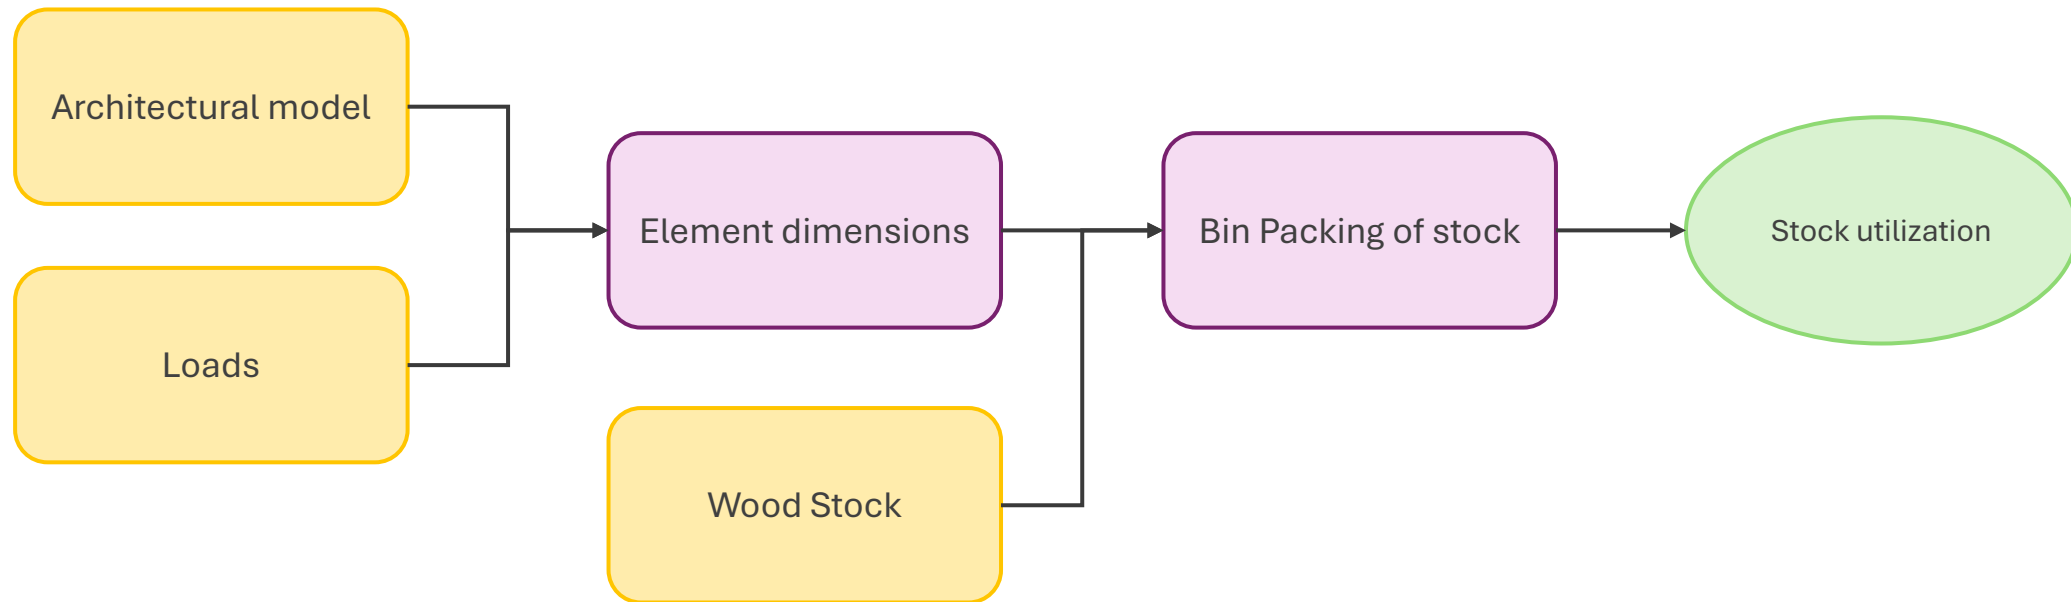 Architectural model
Loads
Element dimensions
Wood Stock
Bin Packing of stock
Stock utilization